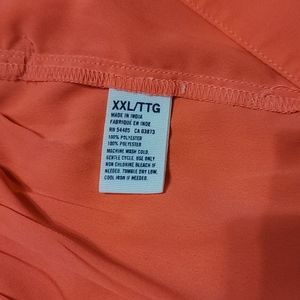 XXL/TTG
MADE IN INDIA
FABRIQUÉ EN INDE
RN 54485 CA 03873
100% POLYESTER
100% POLYESTER
MACHINE WASH COLD,
GENTLE CYCLE. USE ONLY
NON CHLORINE BLEACH IF
NEEDED. TUMBLE DRY LOW,
COOL IRON IF NEEDED.